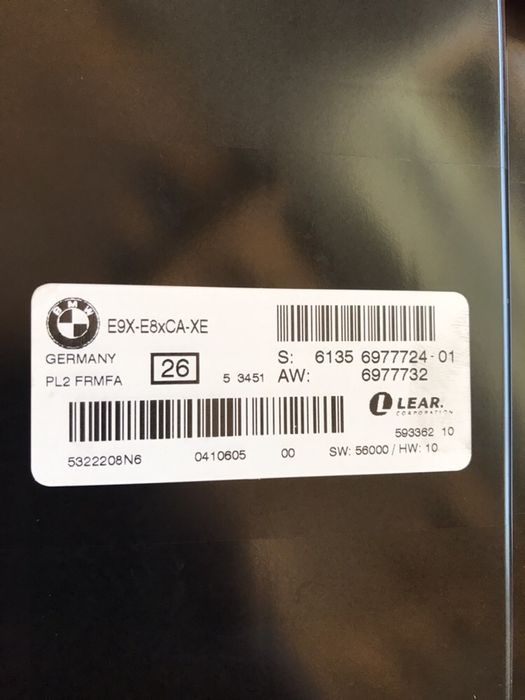 BMW
E9X-E8xCA-XE
GERMANY
PL2 FRMFA
26
5 3451
S: 6135 6977724-01
AW: 6977732
LEAR.
CORPORATION
593362 10
5322208N6 0410605 00 SW: 56000 / HW: 10